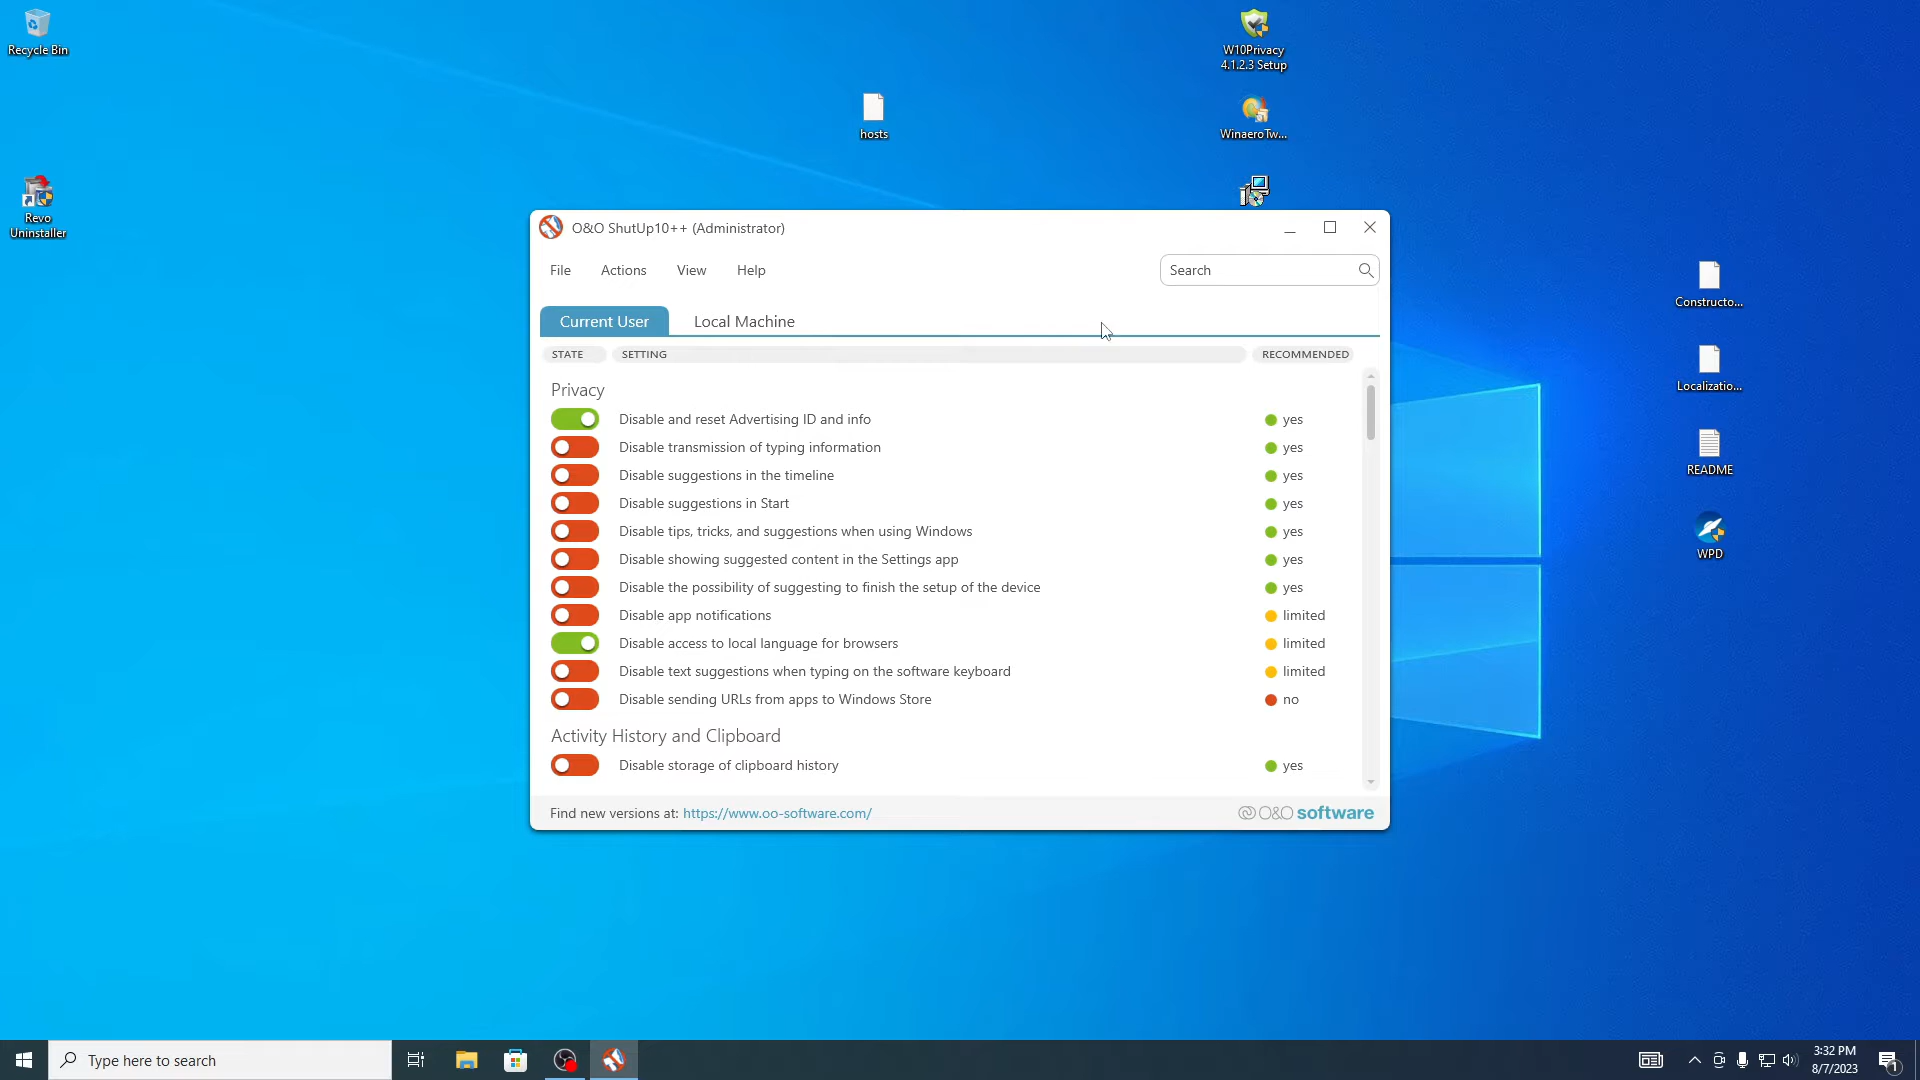 Recycle Bin
Revo
Uninstaller
hosts
W10Privacy
4.1.2.3 Setup
WinaeroTw...
Constructo...
Localizatio...
README
WPD
O&O ShutUp10++ (Administrator)
File Actions View Help
Search
Current User Local Machine
STATE SETTING RECOMMENDED
Privacy
Disable and reset Advertising ID and info yes
Disable transmission of typing information yes
Disable suggestions in the timeline yes
Disable suggestions in Start yes
Disable tips, tricks, and suggestions when using Windows yes
Disable showing suggested content in the Settings app yes
Disable the possibility of suggesting to finish the setup of the device yes
Disable app notifications limited
Disable access to local language for browsers limited
Disable text suggestions when typing on the software keyboard limited
Disable sending URLs from apps to Windows Store no
Activity History and Clipboard
Disable storage of clipboard history yes
Find new versions at: https://www.oo-software.com/ O&O software
Type here to search
3:32 PM
8/7/2023
1